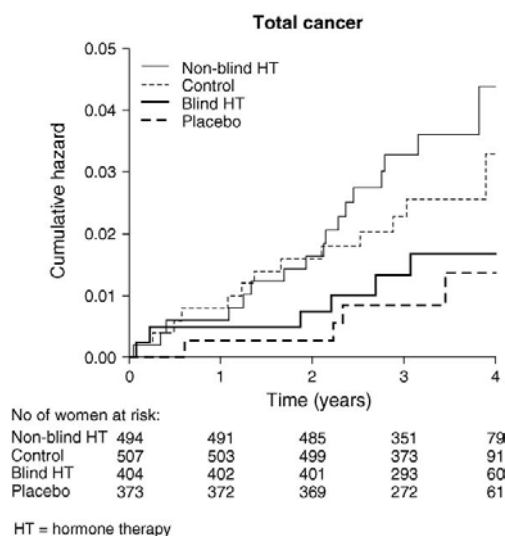 Total cancer
0.05
0.04
0.03
0.02
0.01
0.00
Cumulative hazard
Non-blind HT
Control
Blind HT
Placebo
0 1 2 3 4
Time (years)
No of women at risk:
Non-blind HT 494 491 485 351 79
Control 507 503 499 373 91
Blind HT 404 402 401 293 60
Placebo 373 372 369 272 61
HT = hormone therapy